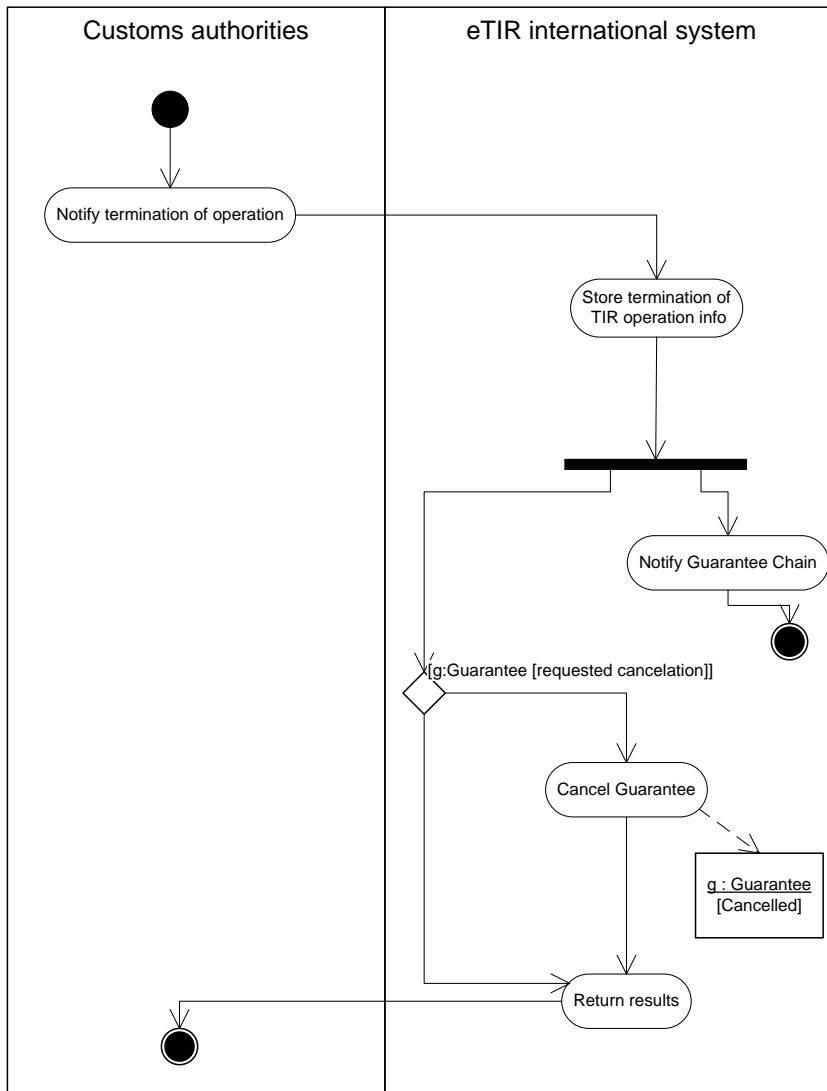 Customs authorities
eTIR international system
Notify termination of operation
Store termination of
TIR operation info
Notify Guarantee Chain
[g:Guarantee [requested cancelation]]
Cancel Guarantee
g : Guarantee
[Cancelled]
Return results